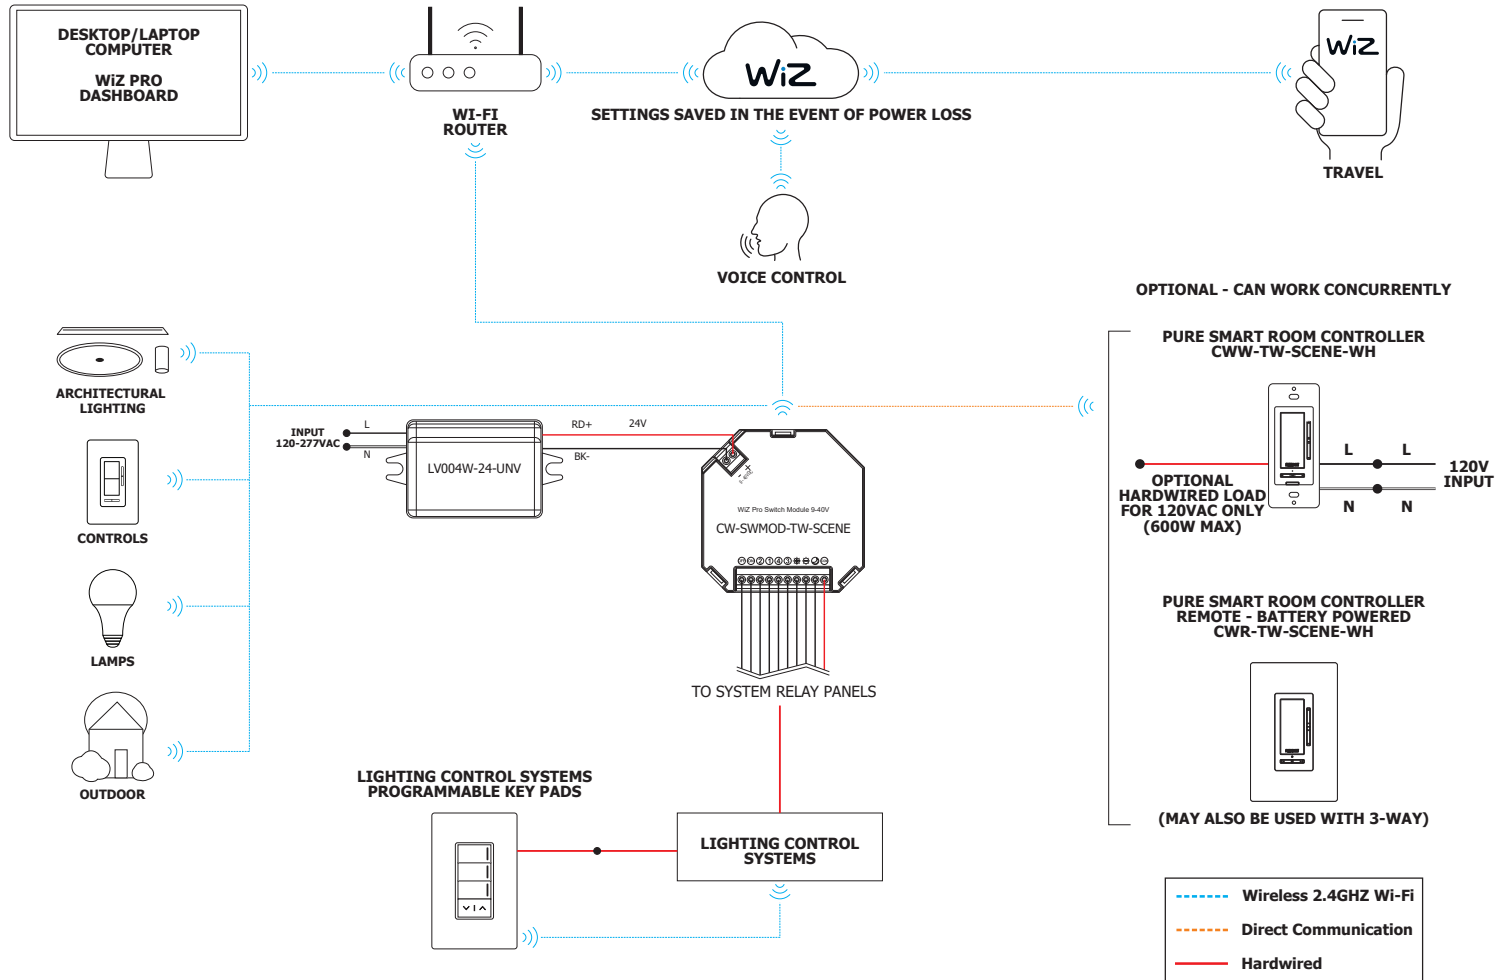 DESKTOP/LAPTOP
COMPUTER
WiZ PRO
DASHBOARD
WI-FI
ROUTER
WiZ
SETTINGS SAVED IN THE EVENT OF POWER LOSS
WiZ
TRAVEL
VOICE CONTROL
OPTIONAL - CAN WORK CONCURRENTLY
PURE SMART ROOM CONTROLLER
CWW-TW-SCENE-WH
L L
N N
120V
INPUT
OPTIONAL
HARDWIRED LOAD
FOR 120VAC ONLY
(600W MAX)
PURE SMART ROOM CONTROLLER
REMOTE - BATTERY POWERED
CWR-TW-SCENE-WH
(MAY ALSO BE USED WITH 3-WAY)
ARCHITECTURAL
LIGHTING
CONTROLS
LAMPS
OUTDOOR
INPUT
120-277VAC
L
N
LV004W-24-UNV
RD+ 24V
BK-
- +
WiZ Pro Switch Module 9-40V
CW-SWMOD-TW-SCENE
2 1 4 3
TO SYSTEM RELAY PANELS
LIGHTING CONTROL SYSTEMS
PROGRAMMABLE KEY PADS
LIGHTING CONTROL
SYSTEMS
Wireless 2.4GHZ Wi-Fi
Direct Communication
Hardwired